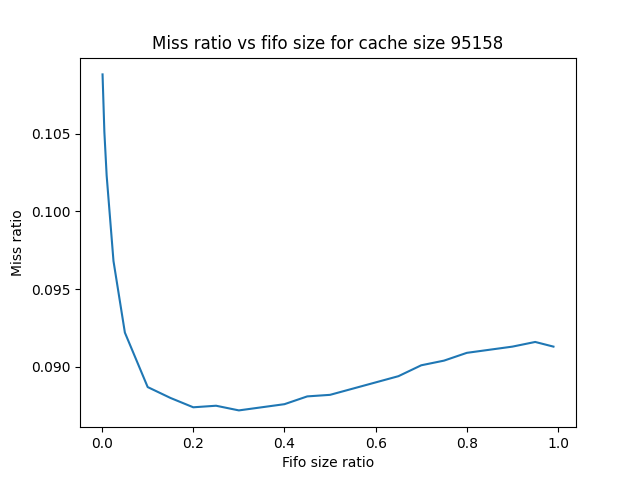 Miss ratio vs fifo size for cache size 95158
0.105
0.100
0.095
0.090
Miss ratio
0.0 0.2 0.4 0.6 0.8 1.0
Fifo size ratio